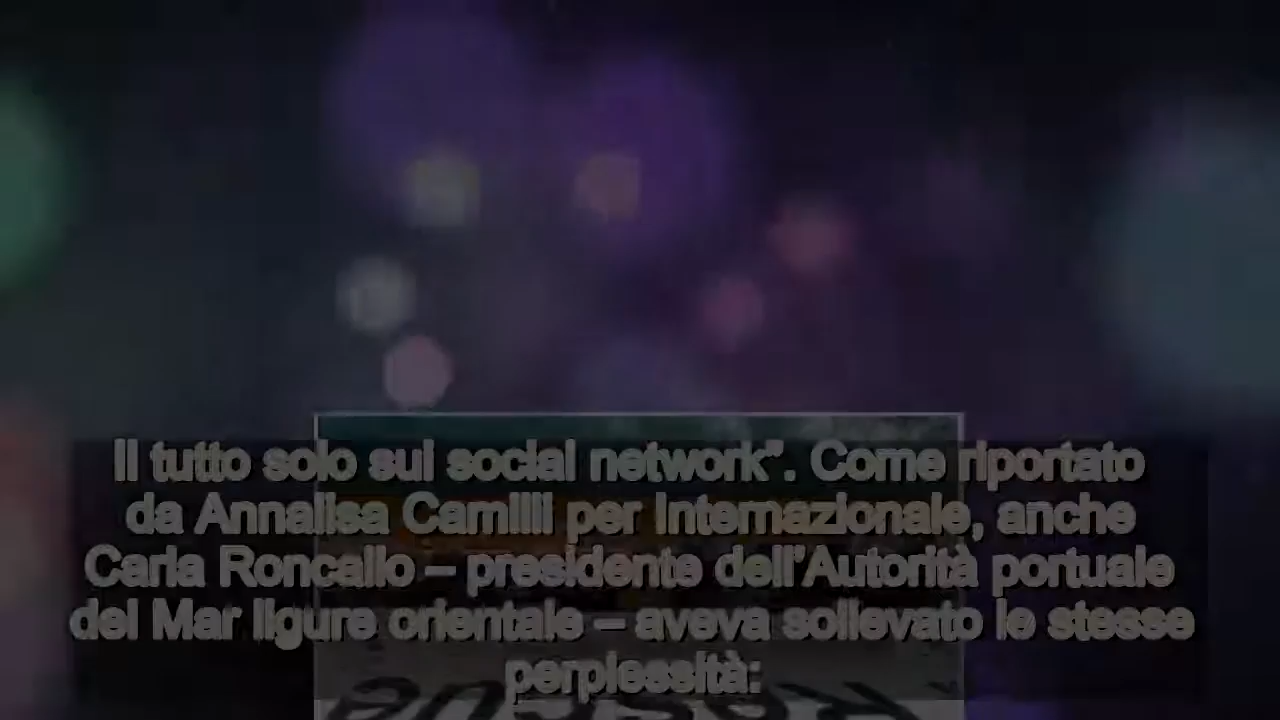 Il tutto solo sui social network”. Come riportato
da Annalisa Camilli per Internazionale, anche
Carla Roncallo – presidente dell’Autorità portuale
del Mar ligure orientale – aveva sollevato le stesse
perplessità: